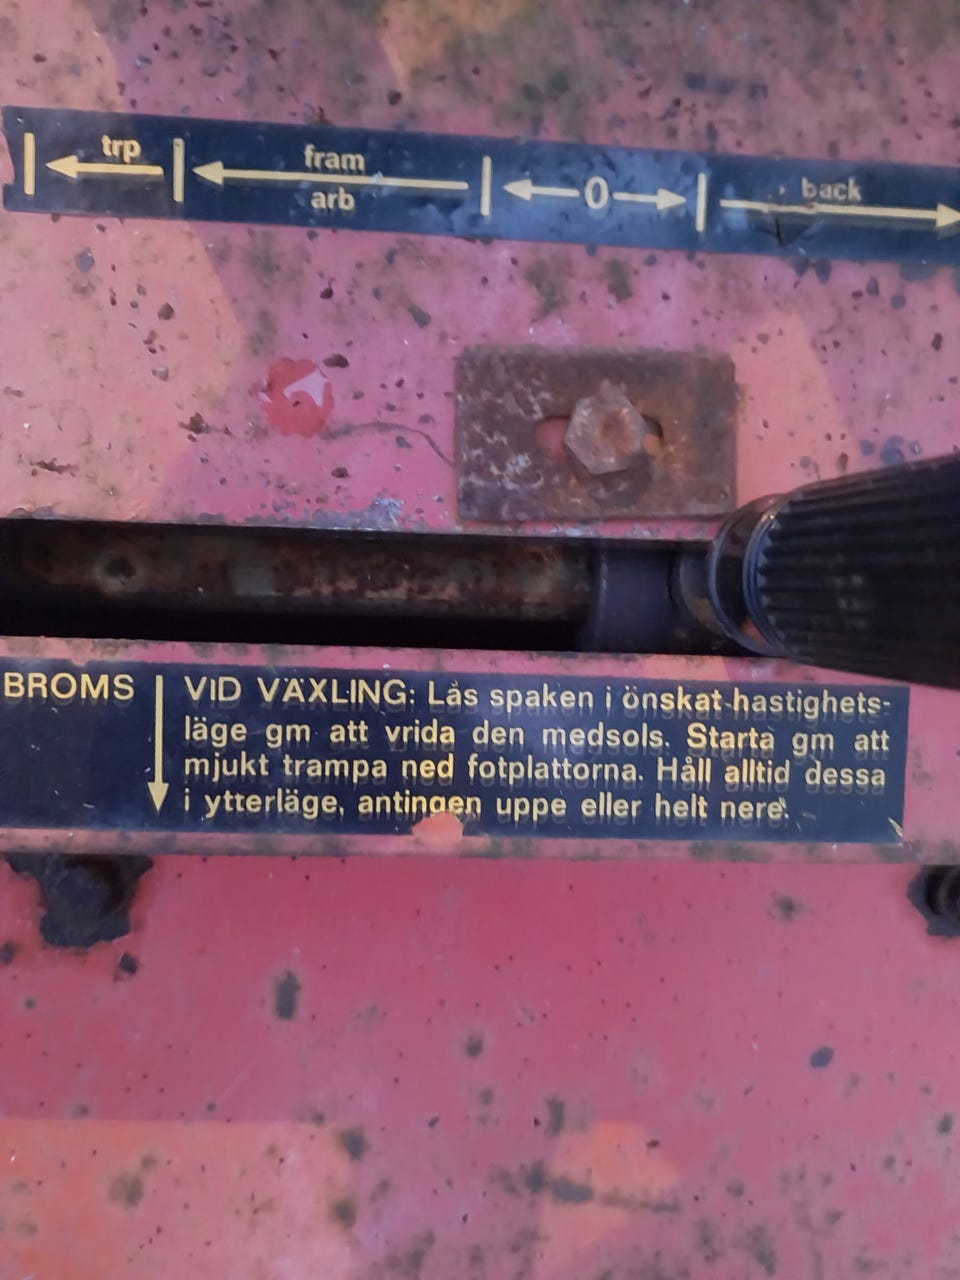 trp
fram
arb
0
back
BROMS
VID VÄXLING: Lås spaken i önskat hastighets-
läge gm att vrida den medsols. Starta gm att
mjukt trampa ned fotplattorna. Håll alltid dessa
i ytterläge, antingen uppe eller helt nere.